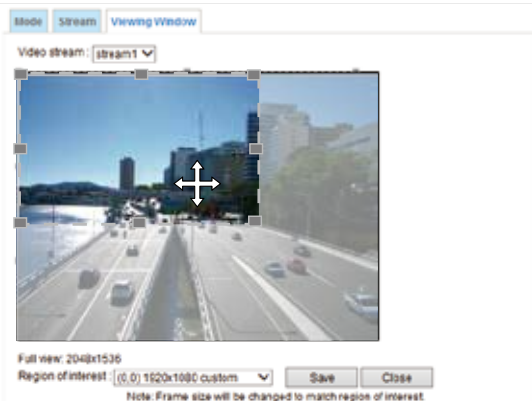 Mode Stream Viewing Window
Video stream : stream1
Full view: 2048x1536
Region of interest : (0,0) 1920x1080 custom Save Close
Note: Frame size will be changed to match region of interest.